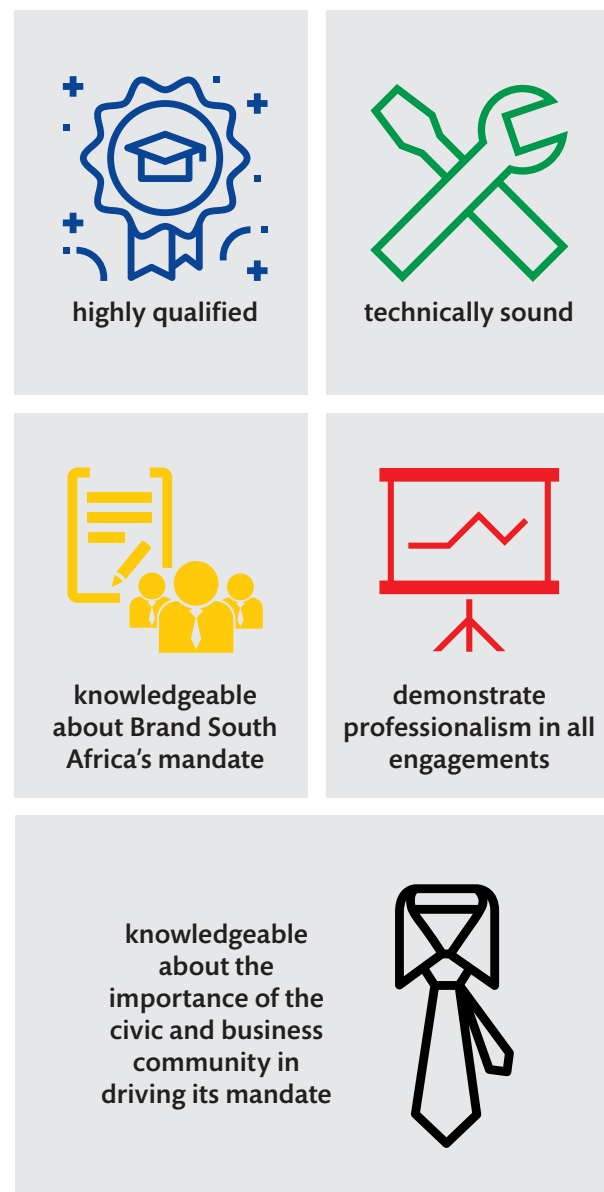 highly qualified
technically sound
knowledgeable
about Brand South
Africa’s mandate
demonstrate
professionalism in all
engagements
knowledgeable
about the
importance of the
civic and business
community in
driving its mandate